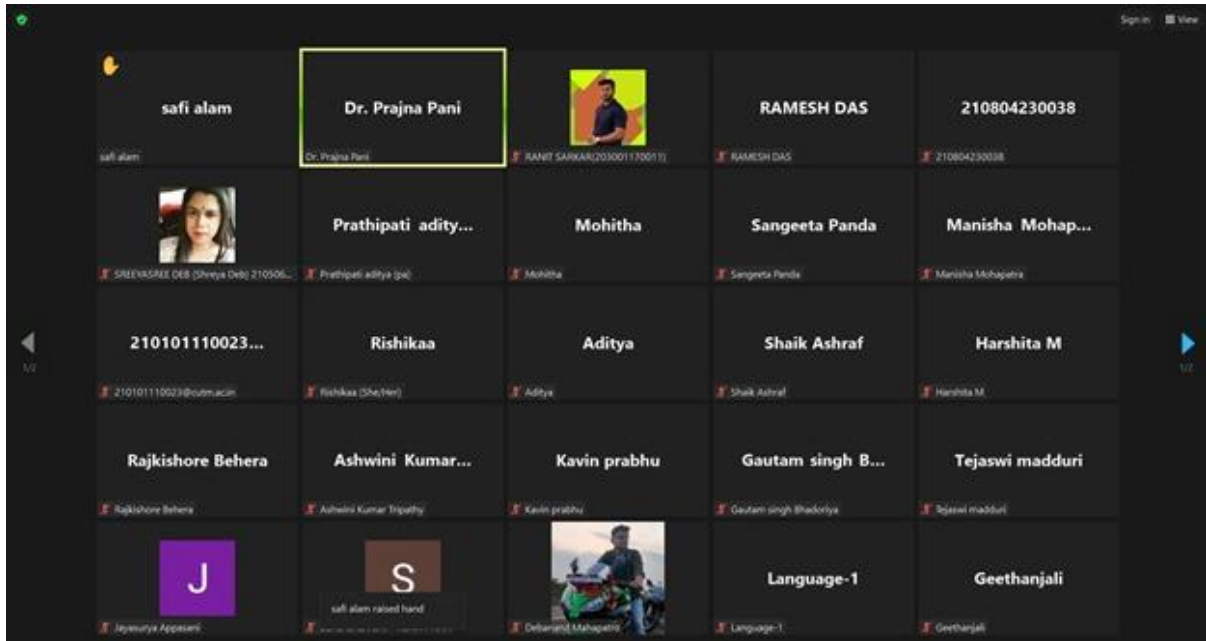 Sign in View
safi alam
safi alam
Dr. Prajna Pani
Dr. Prajna Pani
RANIT SARKAR(203001170011)
RAMESH DAS
RAMESH DAS
210804230038
210804230038
SREEYASREE DEB (Shreya Deb) 210506...
Prathipati adity...
Prathipati aditya (pa)
Mohitha
Mohitha
Sangeeta Panda
Sangeeta Panda
Manisha Mohap...
Manisha Mohapatra
1/2
210101110023...
210101110023@cutm.ac.in
Rishikaa
Rishikaa (She/Her)
Aditya
Aditya
Shaik Ashraf
Shaik Ashraf
Harshita M
Harshita M
1/2
Rajkishore Behera
Rajkishore Behera
Ashwini Kumar...
Ashwini Kumar Tripathy
Kavin prabhu
Kavin prabhu
Gautam singh B...
Gautam singh Bhadoriya
Tejaswi madduri
Tejaswi madduri
J
Jayasurya Appasani
S
safi alam raised hand
Debanand Mahapatro
Language-1
Language-1
Geethanjali
Geethanjali